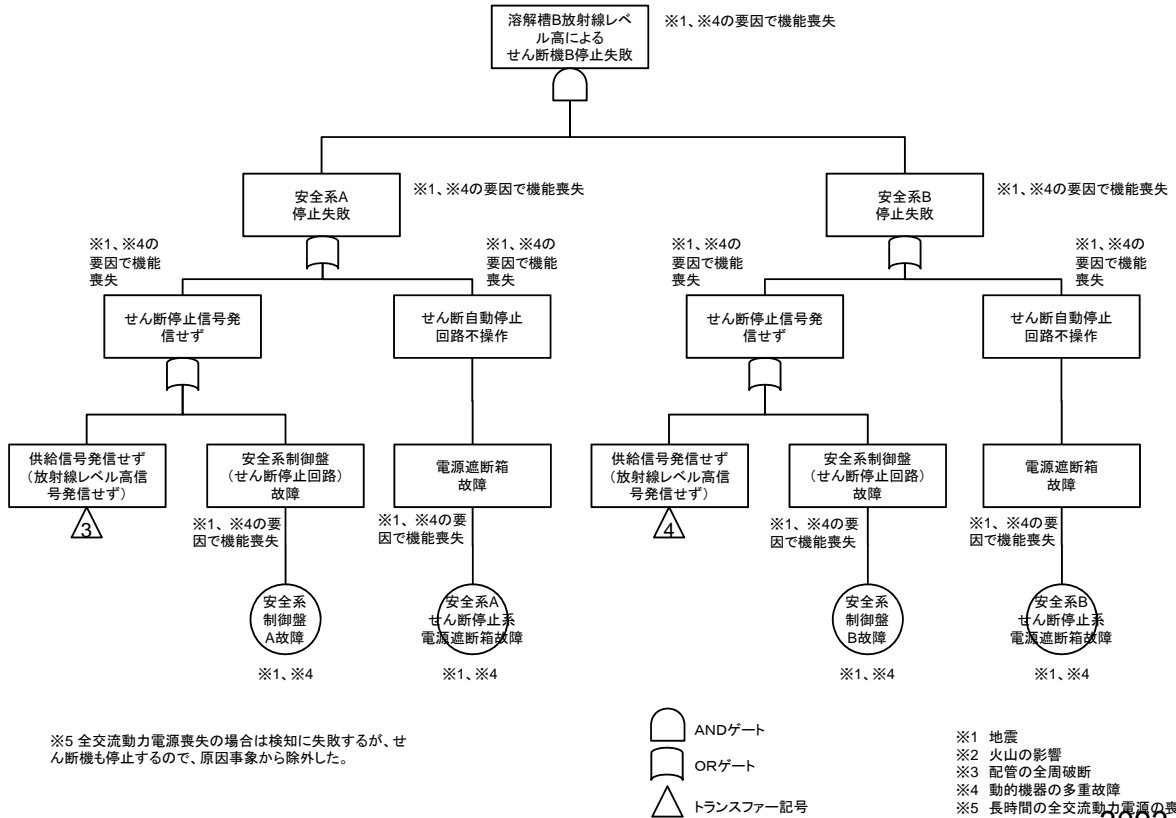 溶解槽B放射線レベ
ル高による
せん断機B停止失敗
※1、※4の要因で機能喪失
安全系A
停止失敗
※1、※4の要因で機能喪失
安全系B
停止失敗
※1、※4の要因で機能喪失
※1、※4の
要因で機能
喪失
※1、※4の
要因で機能
喪失
※1、※4の
要因で機能
喪失
※1、※4の
要因で機能
喪失
せん断停止信号発
信せず
せん断自動停止
回路不操作
せん断停止信号発
信せず
せん断自動停止
回路不操作
供給信号発信せず
(放射線レベル高信
号発信せず)
3
安全系制御盤
(せん断停止回路)
故障
電源遮断箱
故障
供給信号発信せず
(放射線レベル高信
号発信せず)
4
安全系制御盤
(せん断停止回路)
故障
電源遮断箱
故障
※1、※4の要
因で機能喪失
※1、※4の要
因で機能喪失
※1、※4の要
因で機能喪失
※1、※4の要
因で機能喪失
安全系
制御盤
A故障
安全系A
せん断停止系
電源遮断箱故障
安全系
制御盤
B故障
安全系B
せん断停止系
電源遮断箱故障
※1、※4
※1、※4
※1、※4
※1、※4
※5 全交流動力電源喪失の場合は検知に失敗するが、せ
ん断機も停止するので、原因事象から除外した。
ANDゲート
ORゲート
トランスファー記号
※1 地震
※2 火山の影響
※3 配管の全周破断
※4 動的機器の多重故障
※5 長時間の全交流動力電源の喪